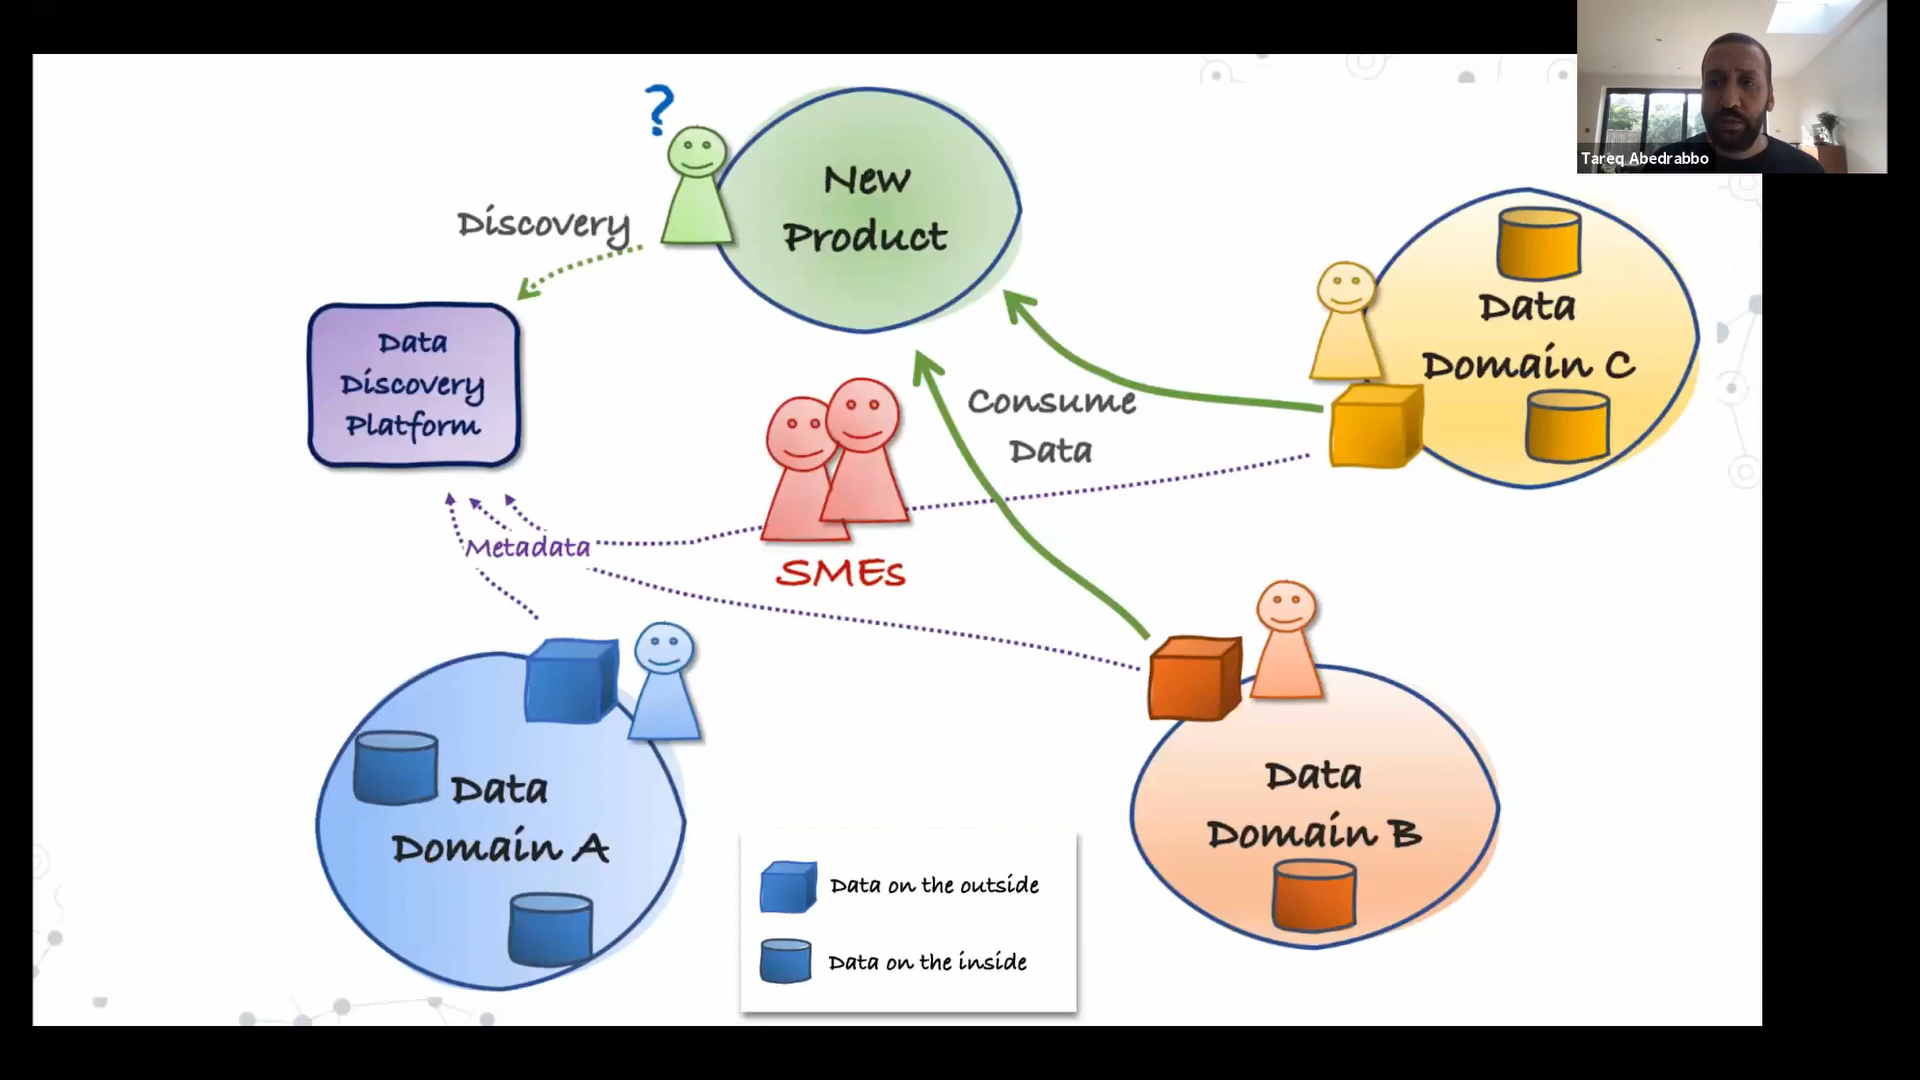 ?
New
Product
Tareq Abedrabbo
Discovery
Data
Discovery
Platform
Data
Domain C
Consume
Data
Metadata
SMEs
Data
Domain A
Data
Domain B
Data on the outside
Data on the inside